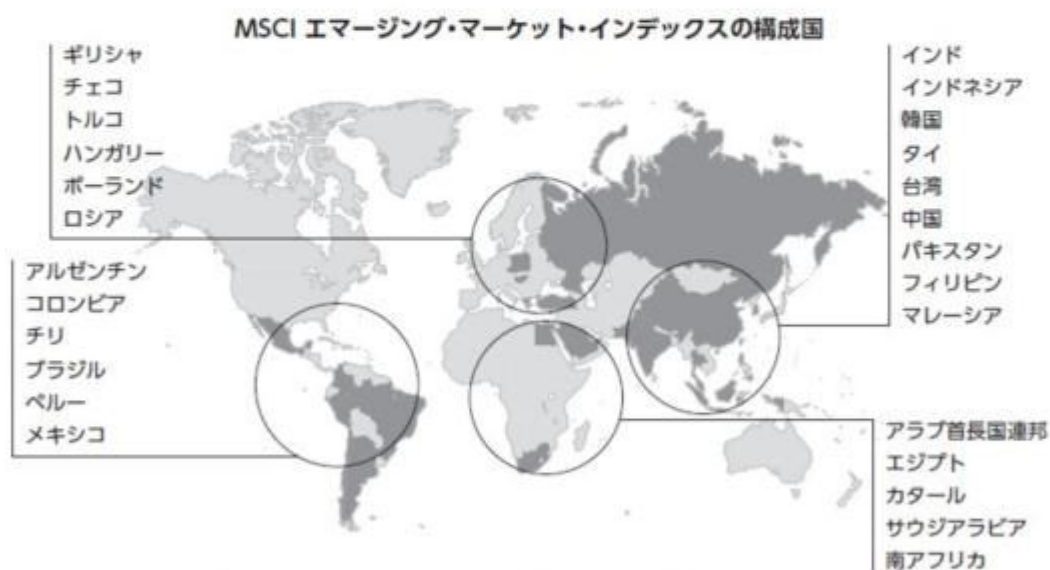 MSCI エマージング・マーケット・インデックスの構成国
ギリシャ
チェコ
トルコ
ハンガリー
ポーランド
ロシア
アルゼンチン
コロンビア
チリ
ブラジル
ペルー
メキシコ
インド
インドネシア
韓国
タイ
台湾
中国
パキスタン
フィリピン
マレーシア
アラブ首長国連邦
エジプト
カタール
サウジアラビア
南アフリカ